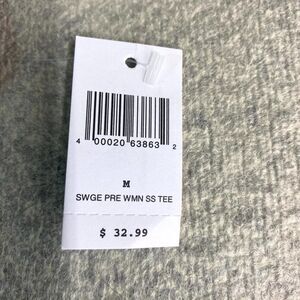 4 00020 63863 2
M
SWGE PRE WMN SS TEE
$ 32.99